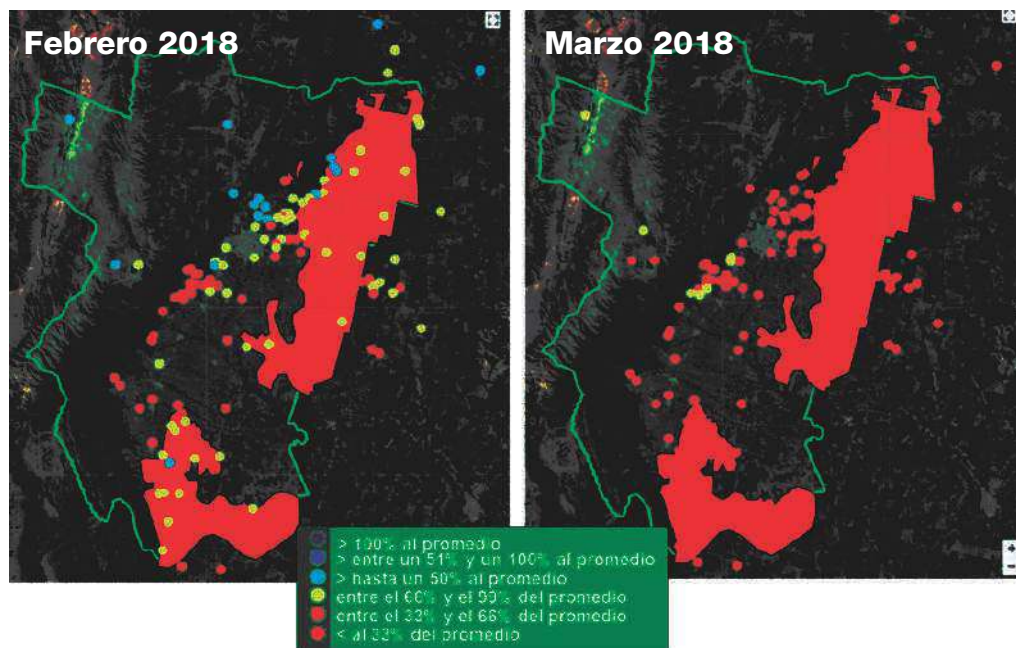 Febrero 2018
Marzo 2018
> 100% al promedio
> entre un 51% y un 100% al promedio
> hasta un 50% al promedio
entre el 66% y el 99% del promedio
entre el 33% y el 66% del promedio
< al 33% del promedio